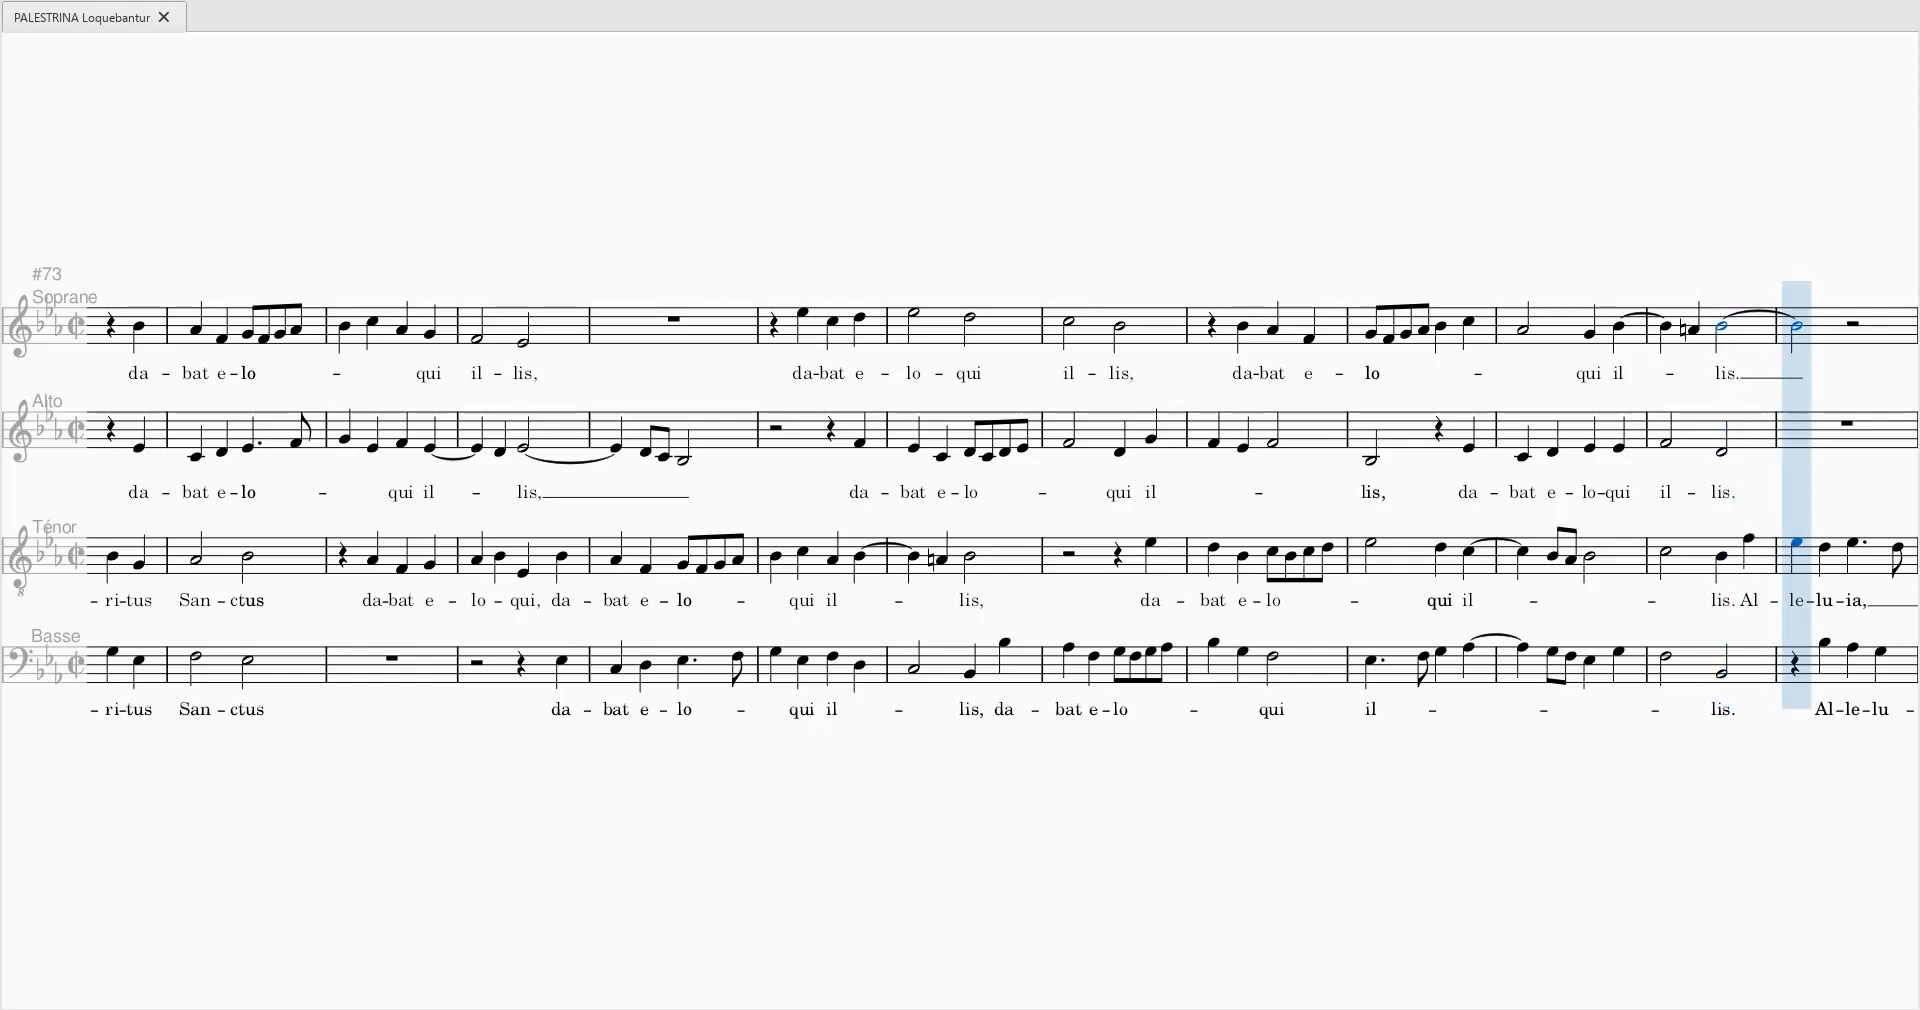 PALESTRINA Loquebantur
#73
Soprane
da - bat e - lo - qui il - lis, da - bat e - lo - qui il - lis, da - bat e - lo - qui il - lis.
Alto
da - bat e - lo - qui il - lis, da - bat e - lo - qui il - lis, da - bat e - lo - qui il - lis.
Ténor
- ri - tus San - ctus da - bat e - lo - qui, da - bat e - lo - qui il - lis, da - bat e - lo - qui il - lis. Al - le - lu - ia,
Basse
- ri - tus San - ctus da - bat e - lo - qui il - lis, da - bat e - lo - qui il - lis. Al - le - lu -